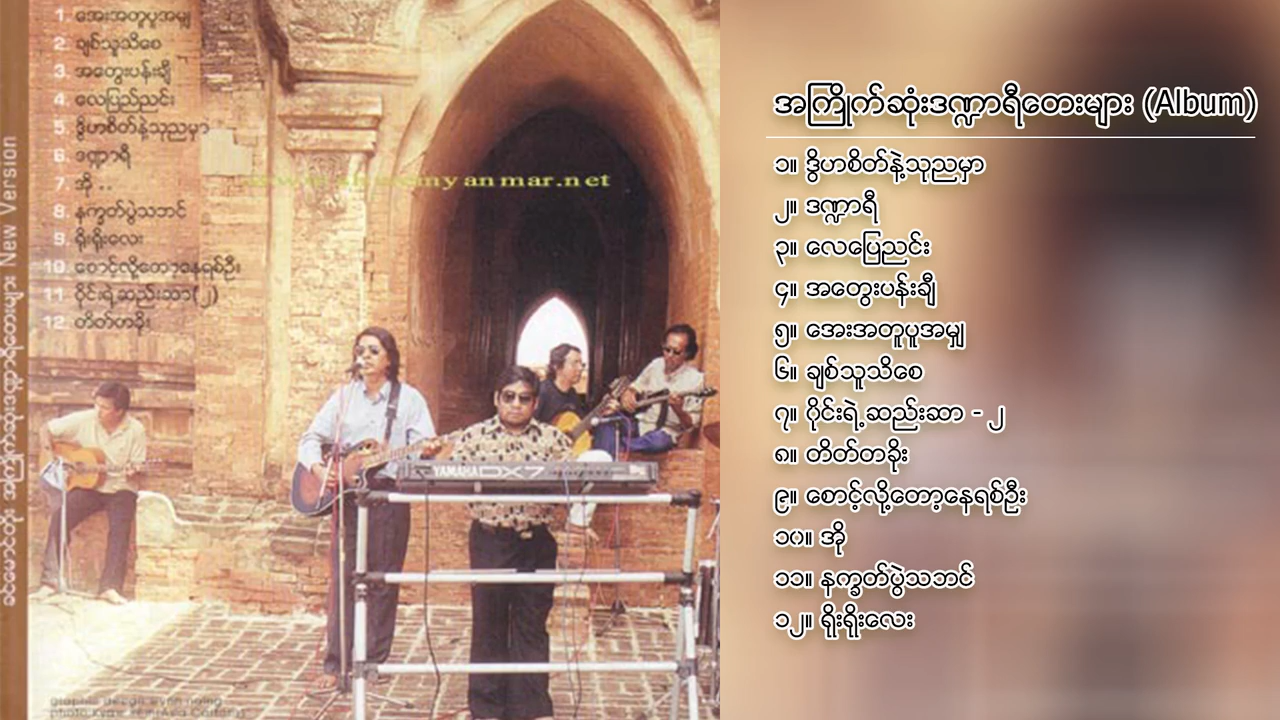 1 အေးအတူပူအမျှ
2. ချစ်သူသိစေ
3. အတွေးပန်းချီ
4. လေပြည်ညင်း
5. ဒွိဟစိတ်နဲ့သုညမှာ
6. ဒဏ္ဍာရီ
7. အို . .
8. နက္ခတ်ပွဲသဘင်
9. ရိုးရိုးလေး
10. စောင့်လို့တော့နေရစ်ဦး
11 ဝိုင်းရဲ့ဆည်းဆာ(၂)
12. တိတ်တခိုး
New Version
myanmar.net
YAMAHA DX7
အကြိုက်ဆုံးဒဏ္ဍာရီတေးများ (Album)
၁။ ဒွိဟစိတ်နဲ့သုညမှာ
၂။ ဒဏ္ဍာရီ
၃။ လေပြေညင်း
၄။ အတွေးပန်းချီ
၅။ အေးအတူပူအမျှ
၆။ ချစ်သူသိစေ
၇။ ဝိုင်းရဲ့ဆည်းဆာ - ၂
၈။ တိတ်တခိုး
၉။ စောင့်လို့တော့နေရစ်ဦး
၁၀။ အို
၁၁။ နက္ခတ်ပွဲသဘင်
၁၂။ ရိုးရိုးလေး